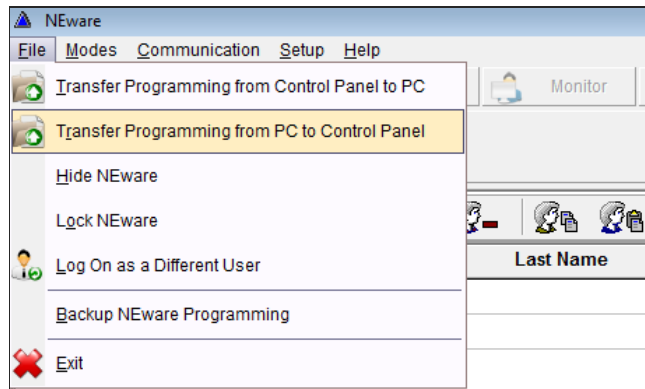 NEware
File Modes Communication Setup Help
Transfer Programming from Control Panel to PC
Monitor
Transfer Programming from PC to Control Panel
Hide NEware
Lock NEware
Last Name
Log On as a Different User
Backup NEware Programming
Exit